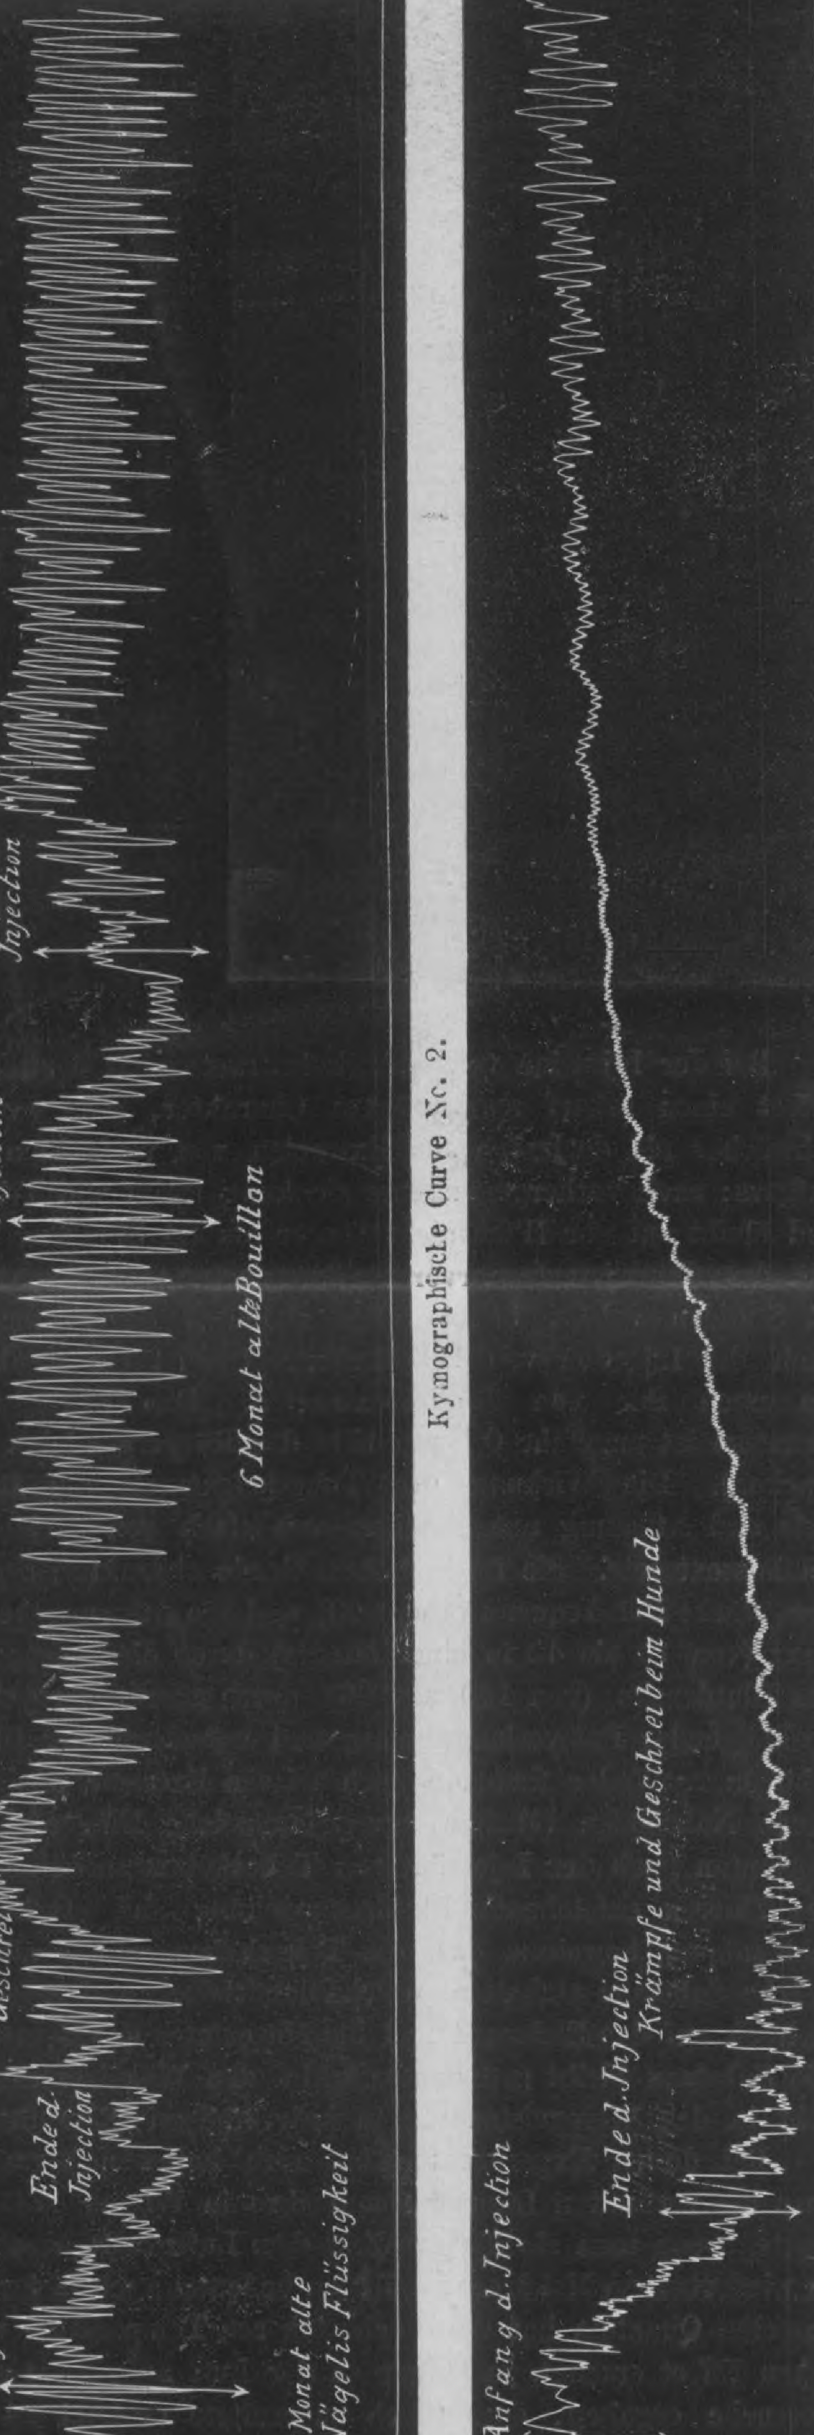 Monat alte
Flüssigkeit
Ende d.
Injection
6 Monat alte Bouillon
Injection
Kymographische Curve No. 2.
Anfang d. Injection
Ende d. Injection
Krämpfe und Geschrei beim Hunde